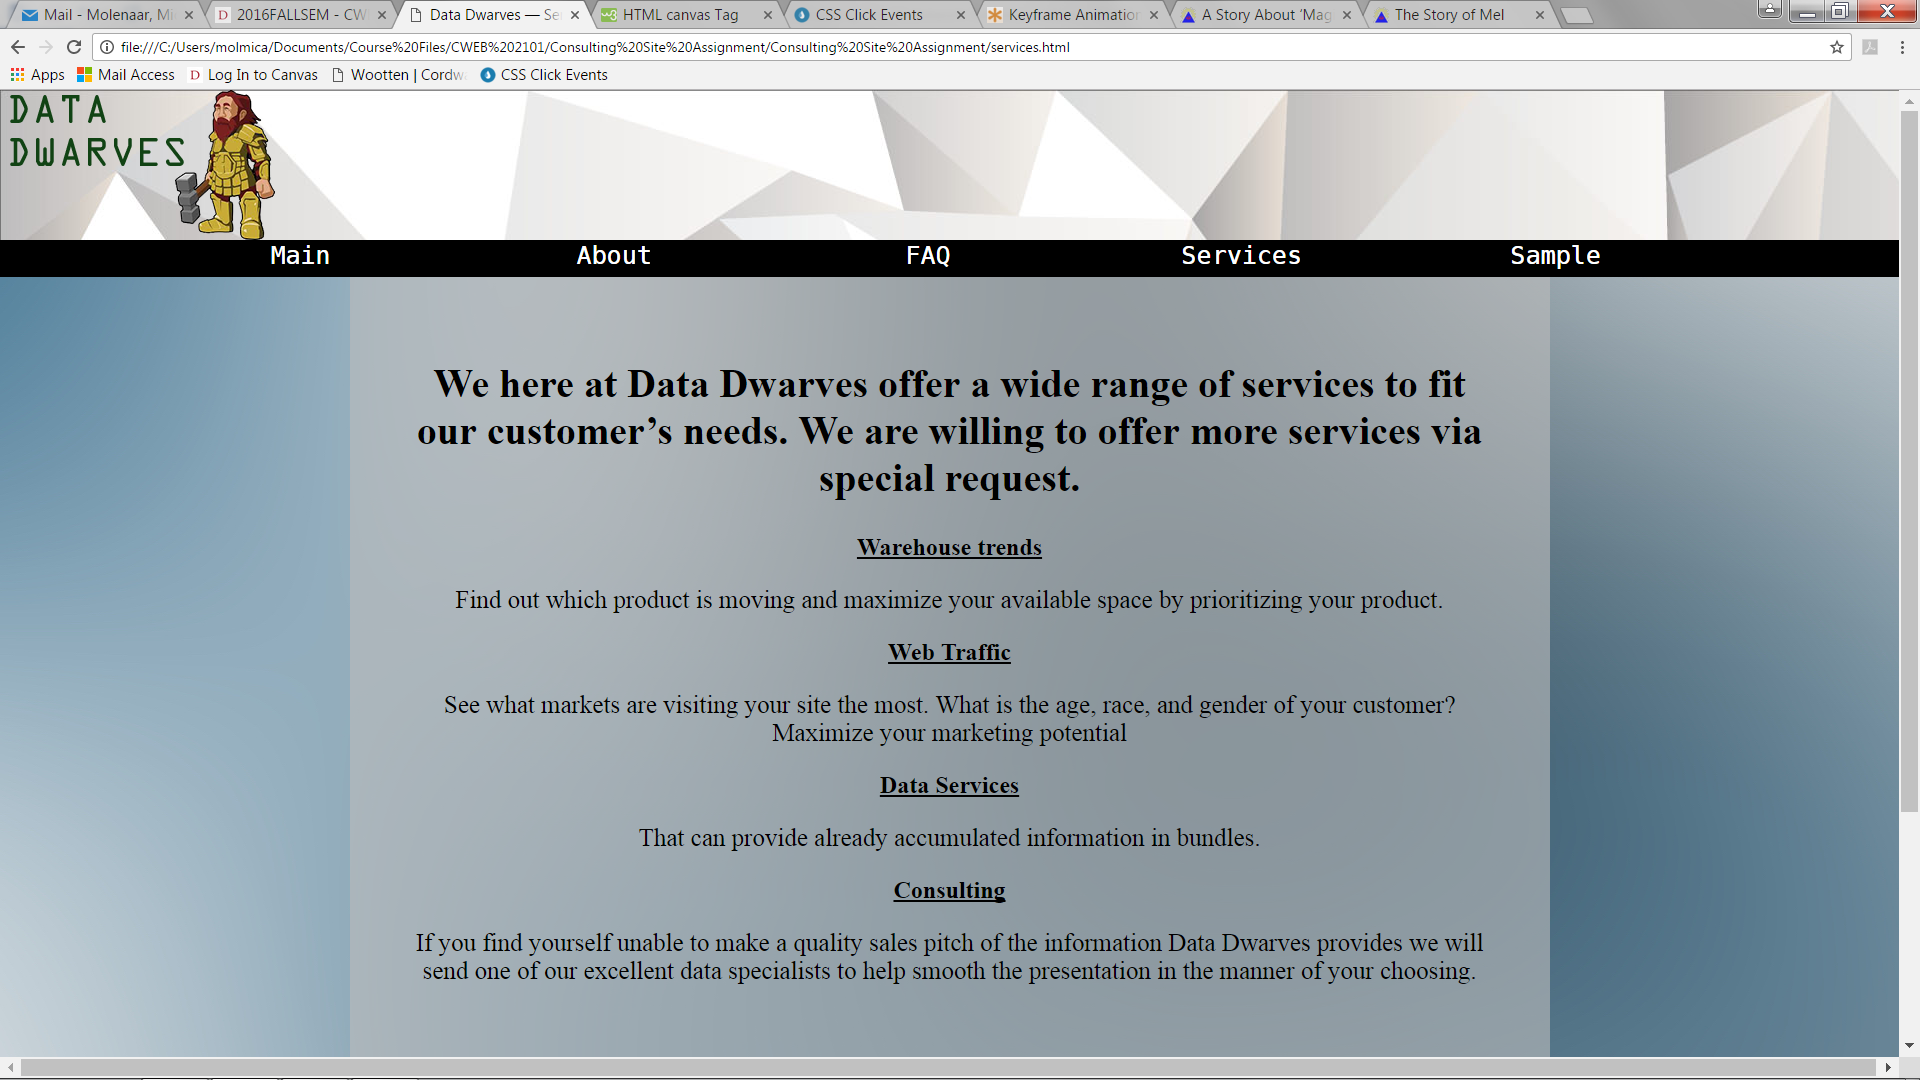 Mail - Molenaar, Mi
2016FALLSEM - CW
Data Dwarves — Se
HTML canvas Tag
CSS Click Events
Keyframe Animation
A Story About ‘Mag
The Story of Mel
file:///C:/Users/molmica/Documents/Course%20Files/CWEB%202101/Consulting%20Site%20Assignment/Consulting%20Site%20Assignment/services.html
Apps Mail Access D Log In to Canvas Wootten | Cordw CSS Click Events
DATA
DWARVES
Main About FAQ Services Sample
We here at Data Dwarves offer a wide range of services to fit
our customer’s needs. We are willing to offer more services via
special request.
Warehouse trends
Find out which product is moving and maximize your available space by prioritizing your product.
Web Traffic
See what markets are visiting your site the most. What is the age, race, and gender of your customer?
Maximize your marketing potential
Data Services
That can provide already accumulated information in bundles.
Consulting
If you find yourself unable to make a quality sales pitch of the information Data Dwarves provides we will
send one of our excellent data specialists to help smooth the presentation in the manner of your choosing.